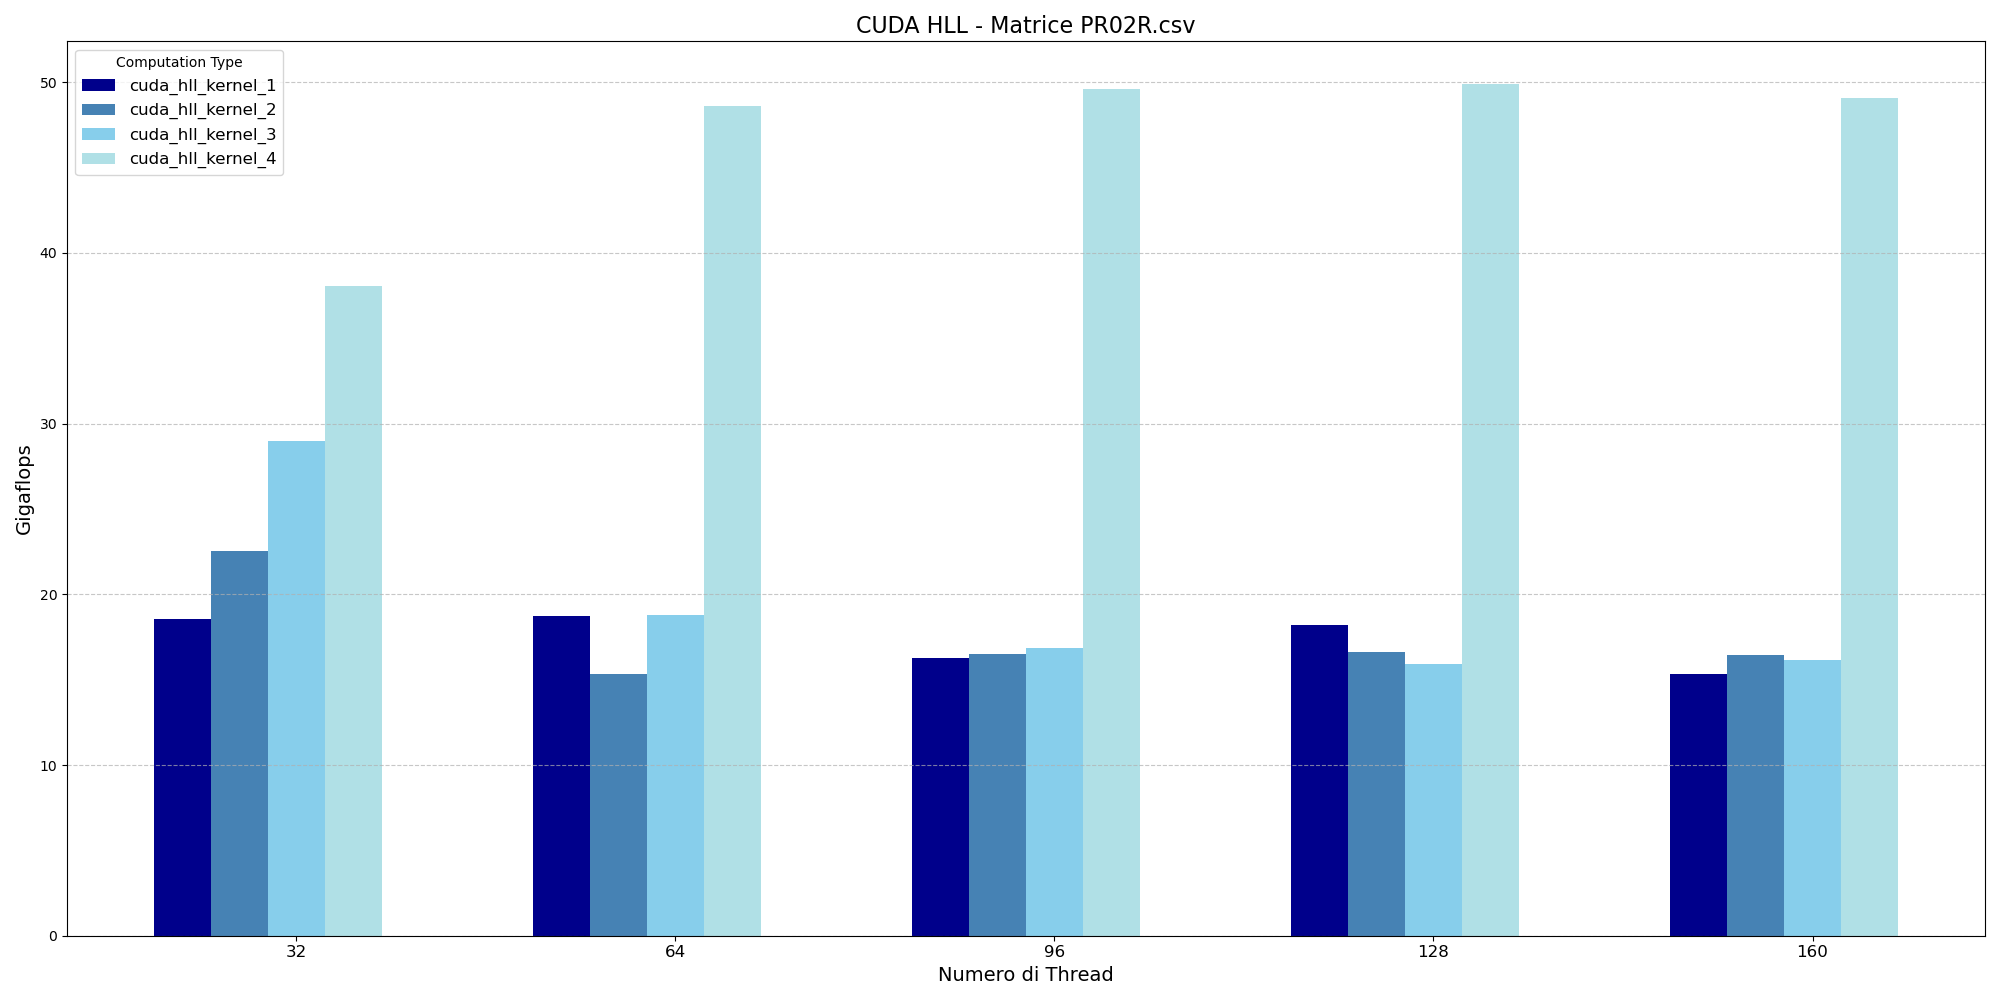 CUDA HLL - Matrice PR02R.csv
Computation Type
cuda_hll_kernel_1
cuda_hll_kernel_2
cuda_hll_kernel_3
cuda_hll_kernel_4
Gigaflops
50
40
30
20
10
0
32 64 96 128 160
Numero di Thread